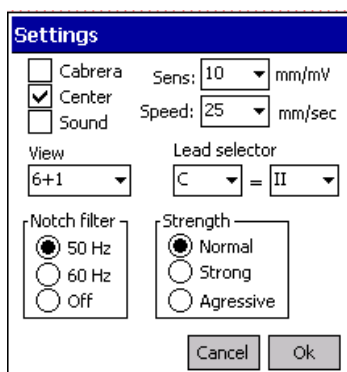 Settings
Cabrera Sens: 10 mm/mV
Center
Speed: 25 mm/sec
Sound
View Lead selector
6+1 C = II
Notch filter Strength
50 Hz Normal
60 Hz Strong
Off Agressive
Cancel Ok